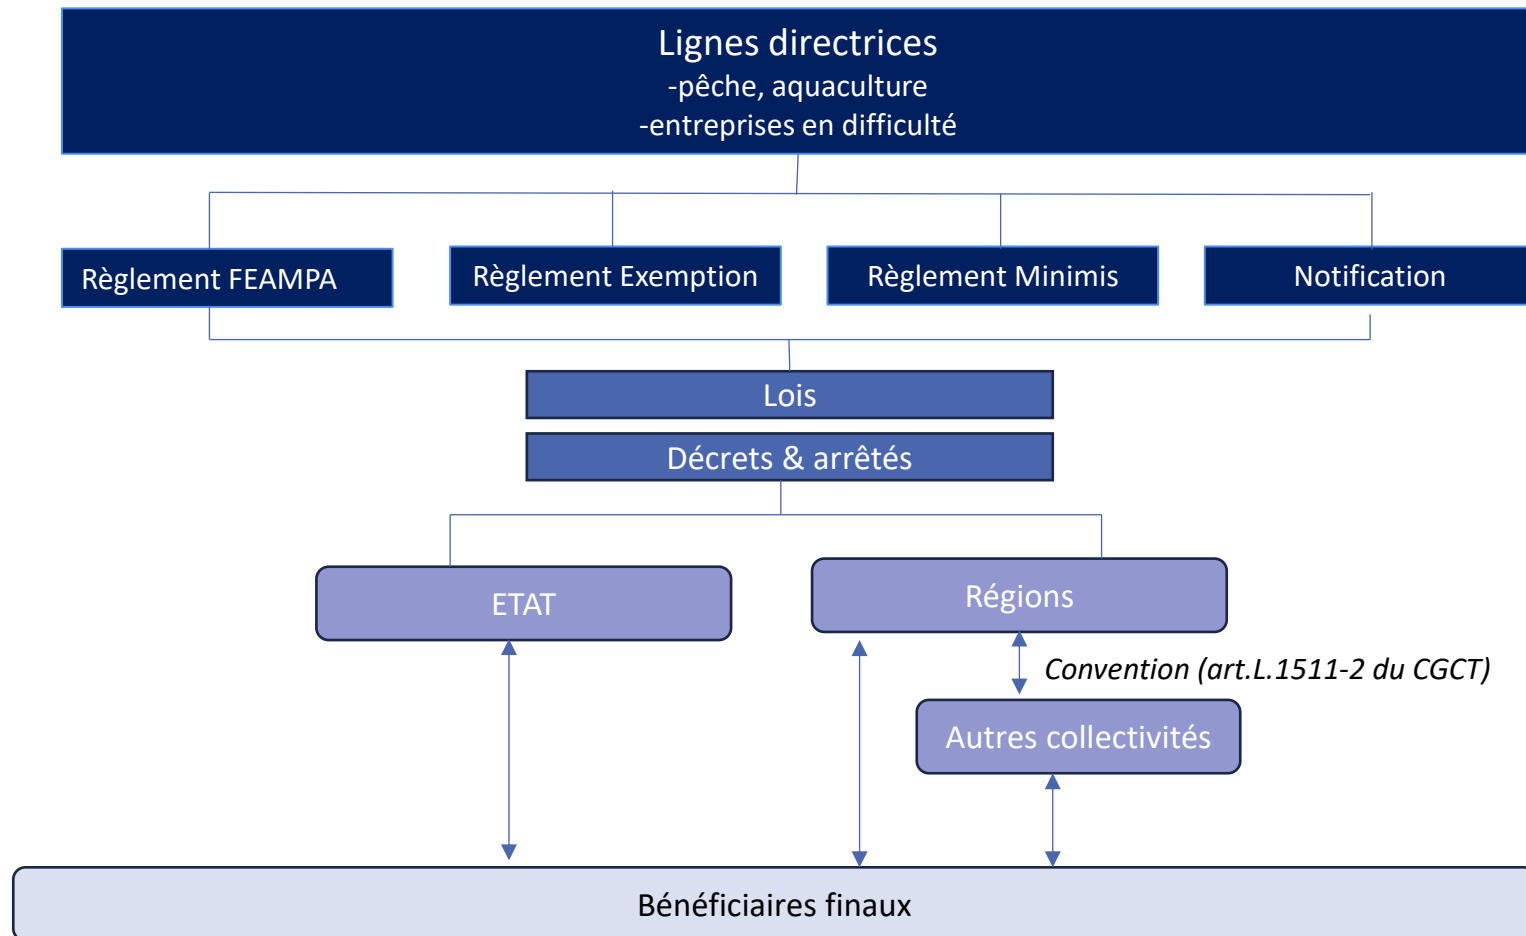 Lignes directrices
-pêche, aquaculture
-entreprises en difficulté
Règlement FEAMPA
Règlement Exemption
Règlement Minimis
Notification
Lois
Décrets & arrêtés
ETAT
Régions
Convention (art.L.1511-2 du CGCT)
Autres collectivités
Bénéficiaires finaux